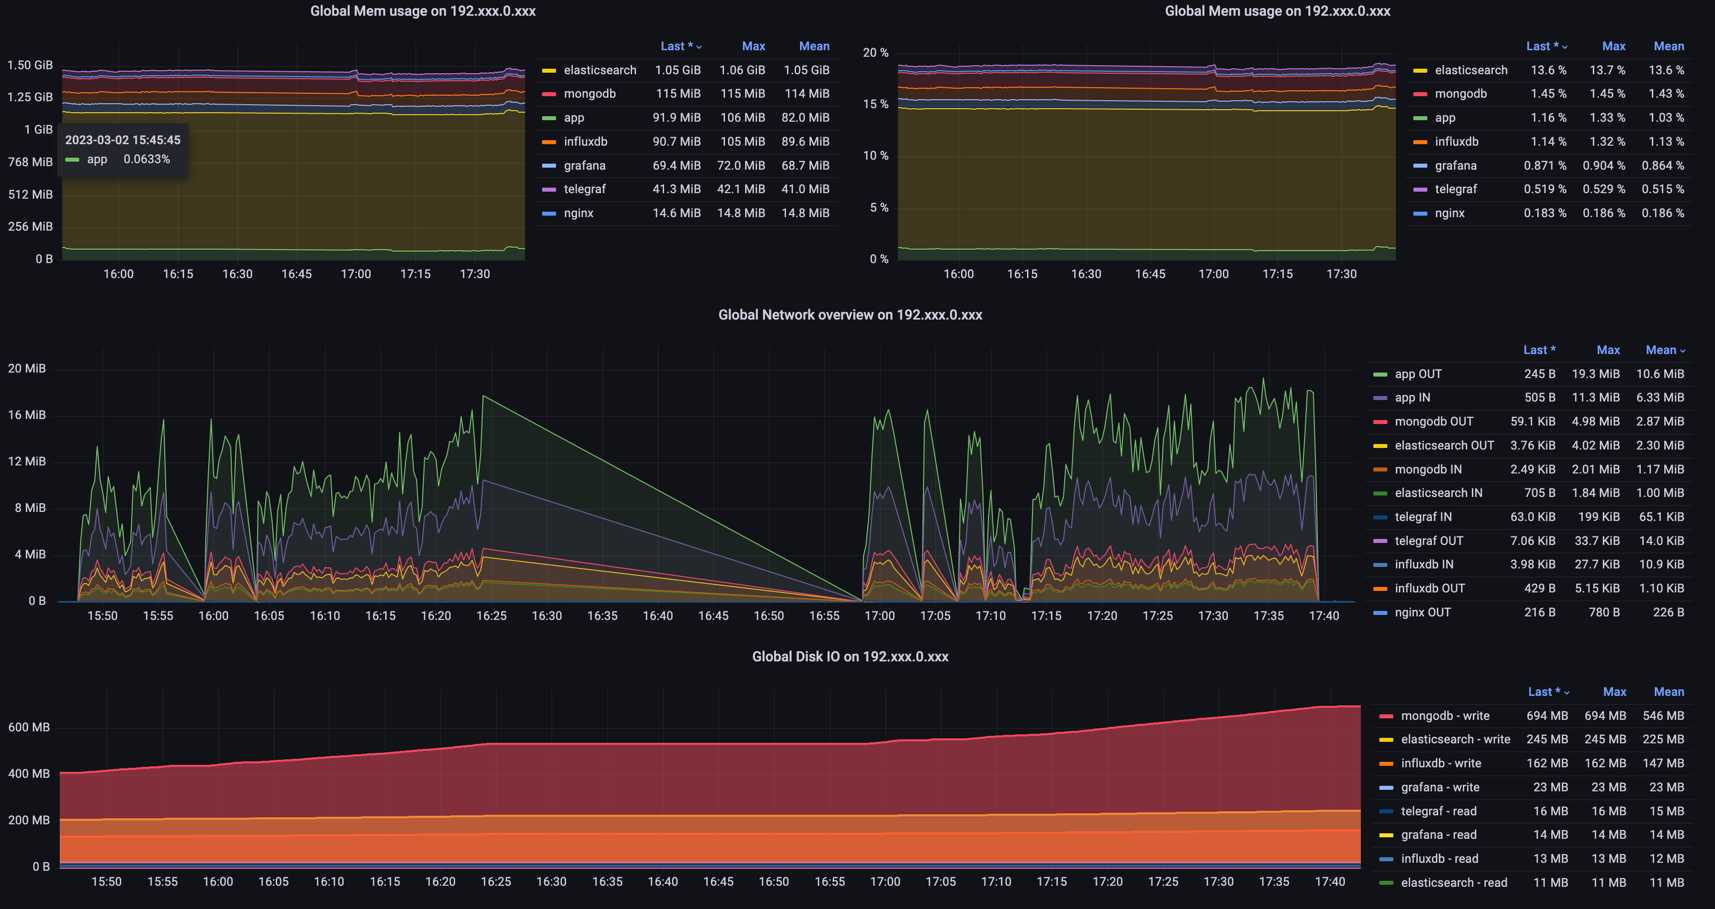 Global Mem usage on 192.xxx.0.xxx
Last * Max Mean
1.50 GiB
1.25 GiB
1 GiB
768 MiB
512 MiB
256 MiB
0 B
2023-03-02 15:45:45
app 0.0633%
16:00 16:15 16:30 16:45 17:00 17:15 17:30
elasticsearch 1.05 GiB 1.06 GiB 1.05 GiB
mongodb 115 MiB 115 MiB 114 MiB
app 91.9 MiB 106 MiB 82.0 MiB
influxdb 90.7 MiB 105 MiB 89.6 MiB
grafana 69.4 MiB 72.0 MiB 68.7 MiB
telegraf 41.3 MiB 42.1 MiB 41.0 MiB
nginx 14.6 MiB 14.8 MiB 14.8 MiB
Global Mem usage on 192.xxx.0.xxx
Last * Max Mean
20 %
15 %
10 %
5 %
0 %
16:00 16:15 16:30 16:45 17:00 17:15 17:30
elasticsearch 13.6 % 13.7 % 13.6 %
mongodb 1.45 % 1.45 % 1.43 %
app 1.16 % 1.33 % 1.03 %
influxdb 1.14 % 1.32 % 1.13 %
grafana 0.871 % 0.904 % 0.864 %
telegraf 0.519 % 0.529 % 0.515 %
nginx 0.183 % 0.186 % 0.186 %
Global Network overview on 192.xxx.0.xxx
20 MiB
16 MiB
12 MiB
8 MiB
4 MiB
0 B
15:50 15:55 16:00 16:05 16:10 16:15 16:20 16:25 16:30 16:35 16:40 16:45 16:50 16:55 17:00 17:05 17:10 17:15 17:20 17:25 17:30 17:35 17:40
Last * Max Mean
app OUT 245 B 19.3 MiB 10.6 MiB
app IN 505 B 11.3 MiB 6.33 MiB
mongodb OUT 59.1 KiB 4.98 MiB 2.87 MiB
elasticsearch OUT 3.76 KiB 4.02 MiB 2.30 MiB
mongodb IN 2.49 KiB 2.01 MiB 1.17 MiB
elasticsearch IN 705 B 1.84 MiB 1.00 MiB
telegraf IN 63.0 KiB 199 KiB 65.1 KiB
telegraf OUT 7.06 KiB 33.7 KiB 14.0 KiB
influxdb IN 3.98 KiB 27.7 KiB 10.9 KiB
influxdb OUT 429 B 5.15 KiB 1.10 KiB
nginx OUT 216 B 780 B 226 B
Global Disk IO on 192.xxx.0.xxx
600 MB
400 MB
200 MB
0 B
15:50 15:55 16:00 16:05 16:10 16:15 16:20 16:25 16:30 16:35 16:40 16:45 16:50 16:55 17:00 17:05 17:10 17:15 17:20 17:25 17:30 17:35 17:40
Last * Max Mean
mongodb - write 694 MB 694 MB 546 MB
elasticsearch - write 245 MB 245 MB 225 MB
influxdb - write 162 MB 162 MB 147 MB
grafana - write 23 MB 23 MB 23 MB
telegraf - read 16 MB 16 MB 15 MB
grafana - read 14 MB 14 MB 14 MB
influxdb - read 13 MB 13 MB 12 MB
elasticsearch - read 11 MB 11 MB 11 MB